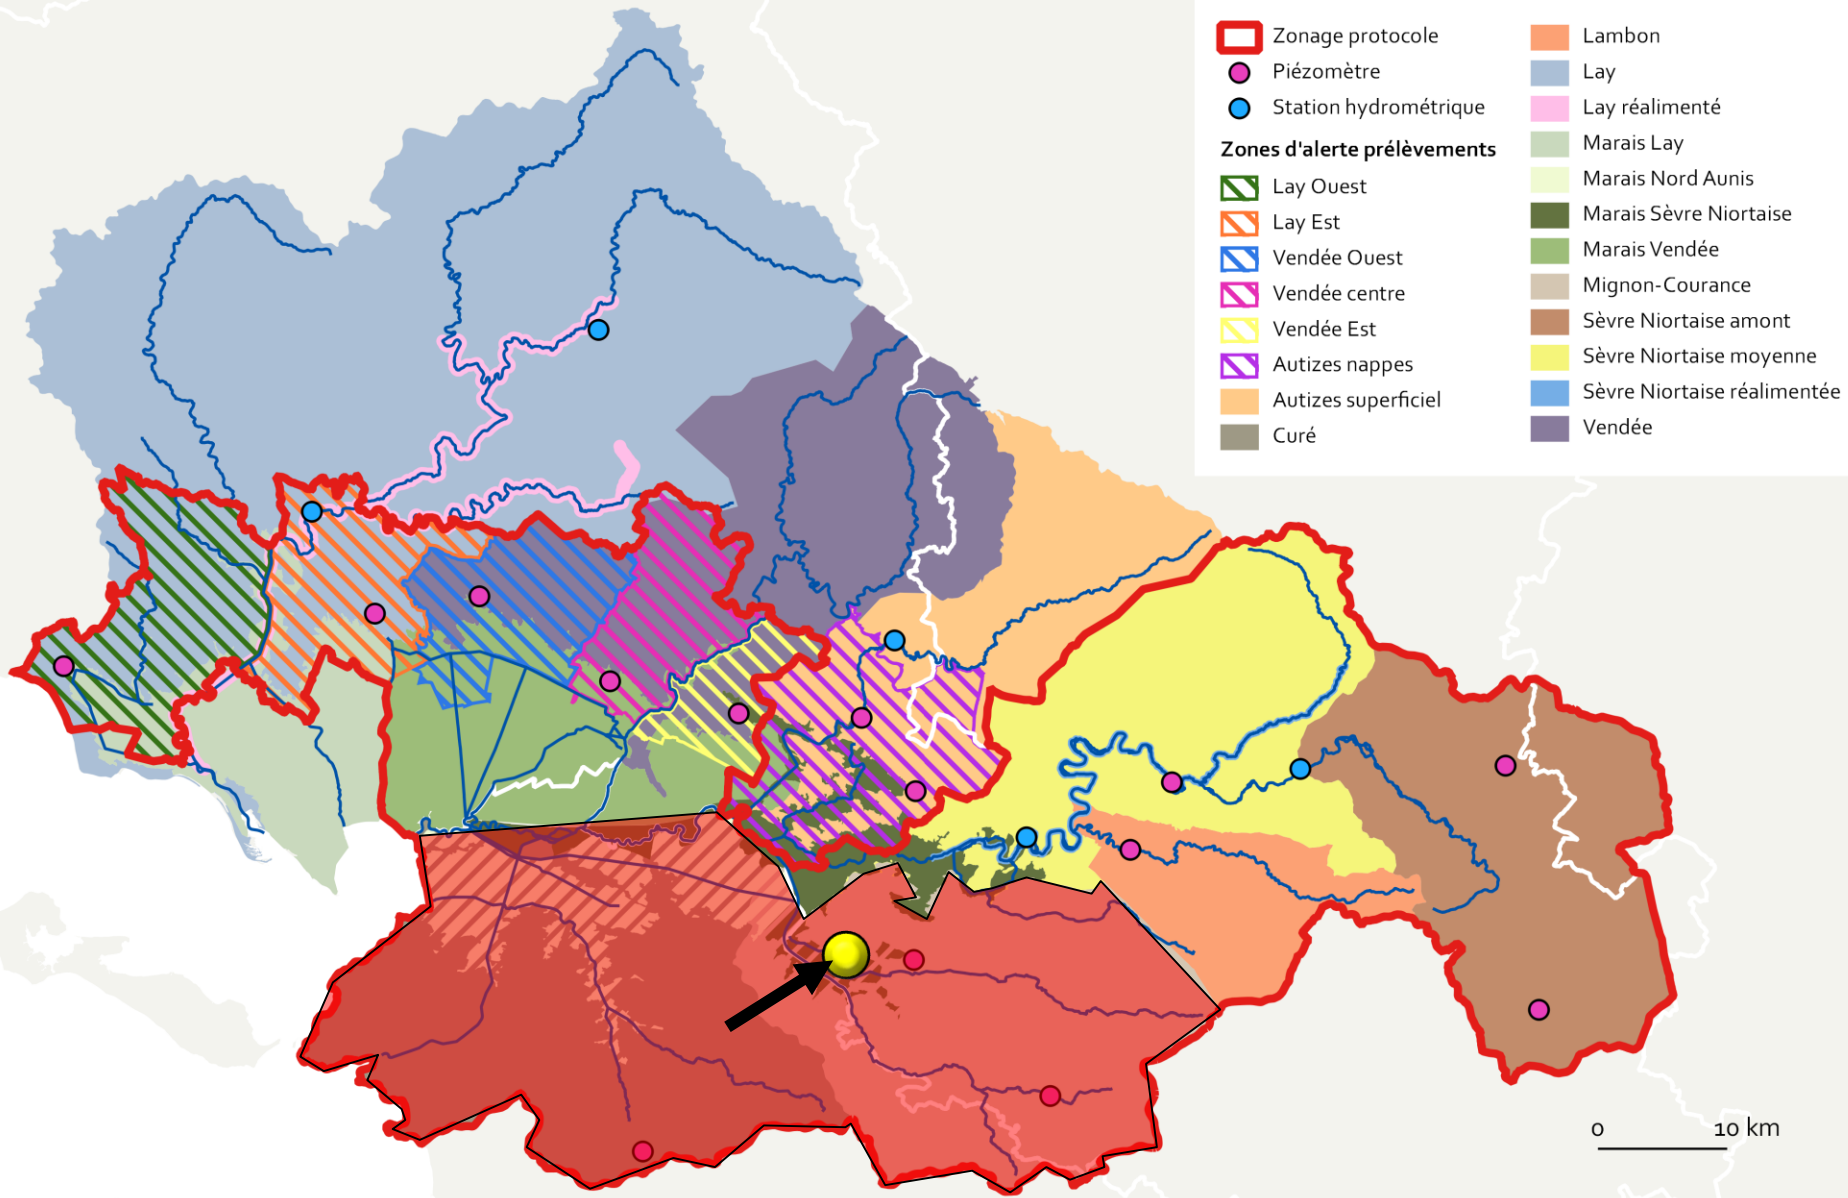 Zonage protocole
Piézomètre
Station hydrométrique
Zones d'alerte prélèvements
Lay Ouest
Lay Est
Vendée Ouest
Vendée centre
Vendée Est
Autizes nappes
Autizes superficiel
Curé
Lambon
Lay
Lay réalimenté
Marais Lay
Marais Nord Aunis
Marais Sèvre Niortaise
Marais Vendée
Mignon-Courance
Sèvre Niortaise amont
Sèvre Niortaise moyenne
Sèvre Niortaise réalimentée
Vendée
0 10 km